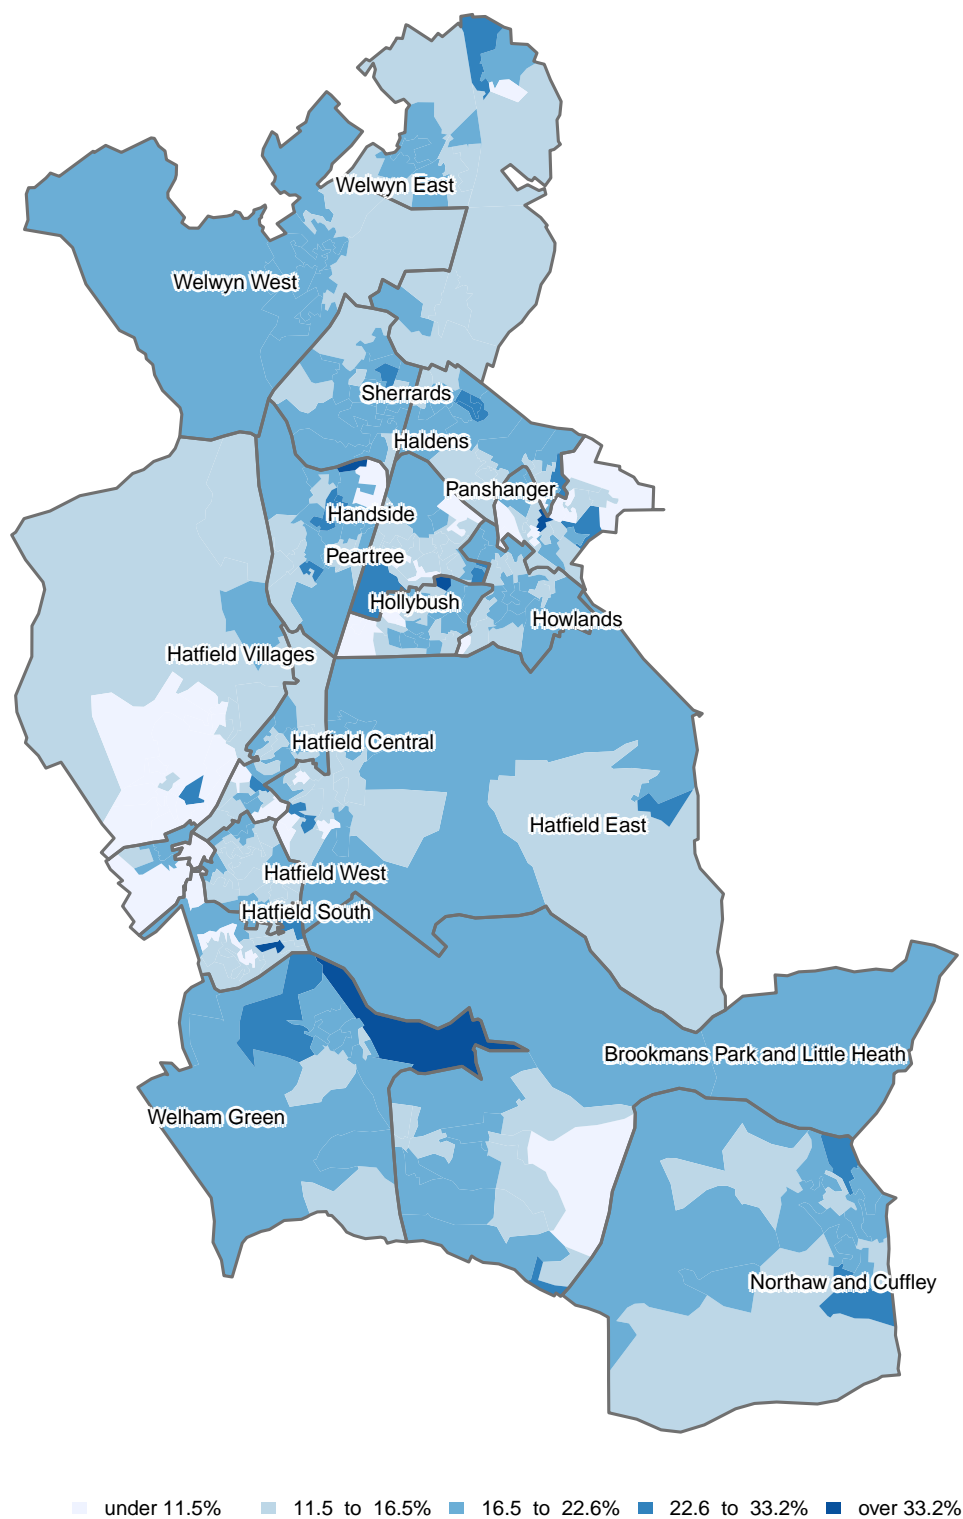 Welwyn East
Welwyn West
Sherrards
Haldens
Panshanger
Handside
Peartree
Hollybush
Howlands
Hatfield Villages
Hatfield Central
Hatfield East
Hatfield West
Hatfield South
Brookmans Park and Little Heath
Welham Green
Northaw and Cuffley
under 11.5% 11.5 to 16.5% 16.5 to 22.6% 22.6 to 33.2% over 33.2%